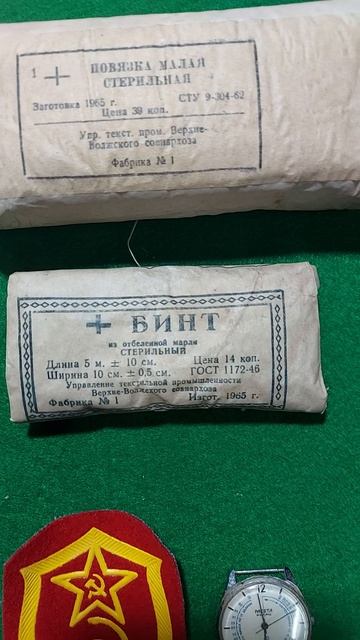 1
ПОВЯЗКА МАЛАЯ
СТЕРИЛЬНАЯ
Заготовка 1965 г. СТУ 9-304-62
Цена 39 коп.
Упр. текст. пром. Верхне-
Волжского совнархоза
Фабрика № 1
БИНТ
из отбеленной марли
СТЕРИЛЬНЫЙ
Длина 5 м. ± 10 см. Цена 14 коп.
Ширина 10 см. ± 0,5 см. ГОСТ 1172-46
Управление текстильной промышленности
Верхне-Волжского совнархоза
Фабрика № 1 Изгот. 1965 г.
12